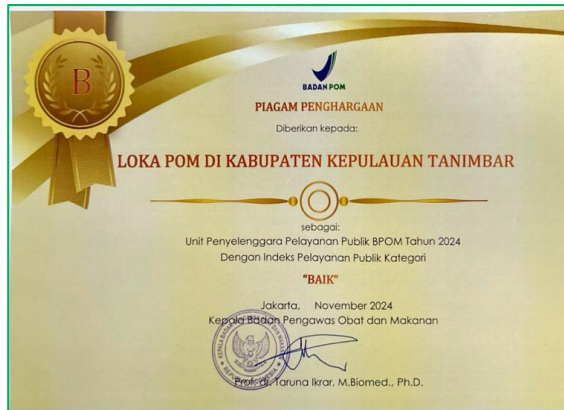 B
BADAN POM
PIAGAM PENGHARGAAN
Diberikan kepada:
LOKA POM DI KABUPATEN KEPULAUAN TANIMBAR
sebagai:
Unit Penyelenggara Pelayanan Publik BPOM Tahun 2024
Dengan Indeks Pelayanan Publik Kategori
"BAIK"
Jakarta, November 2024
Kepala Badan Pengawas Obat dan Makanan
Prof. dr. Taruna Ikrar, M.Biomed., Ph.D.